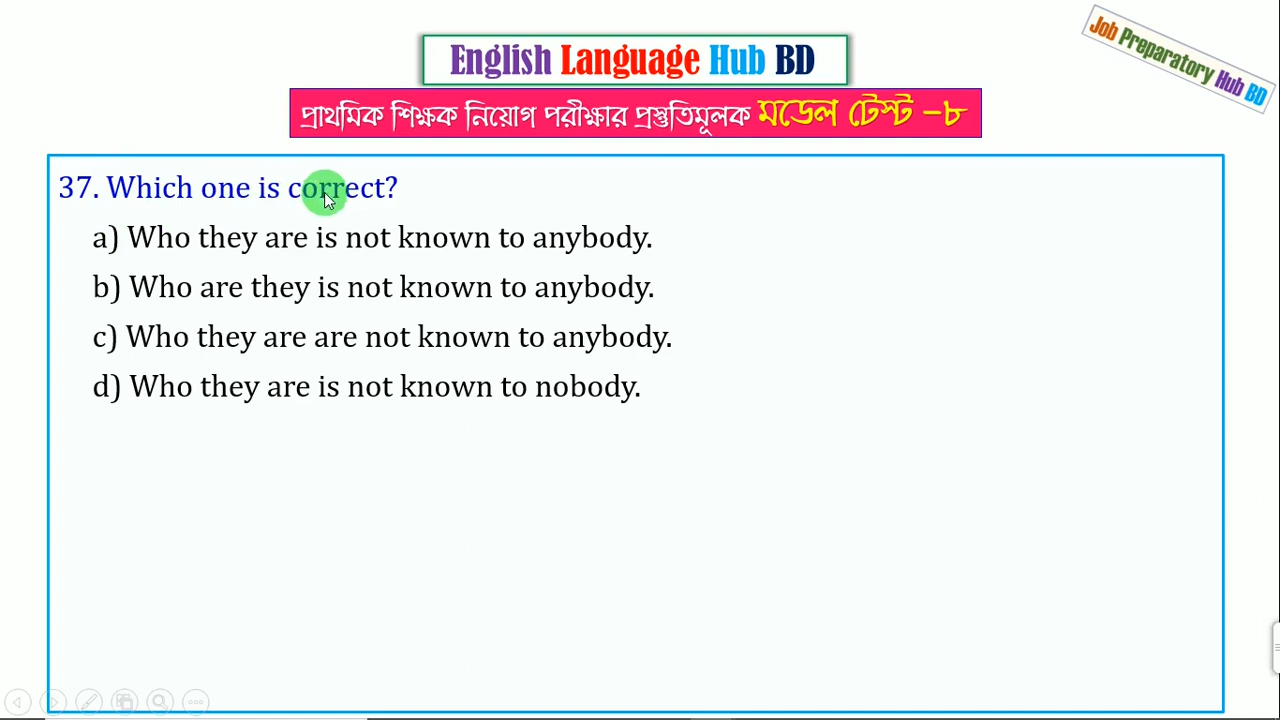 English Language Hub BD
Job Preparatory Hub BD
প্রাথমিক শিক্ষক নিয়োগ পরীক্ষার প্রস্তুতিমূলক মডেল টেস্ট -৮
37. Which one is correct?
a) Who they are is not known to anybody.
b) Who are they is not known to anybody.
c) Who they are are not known to anybody.
d) Who they are is not known to nobody.